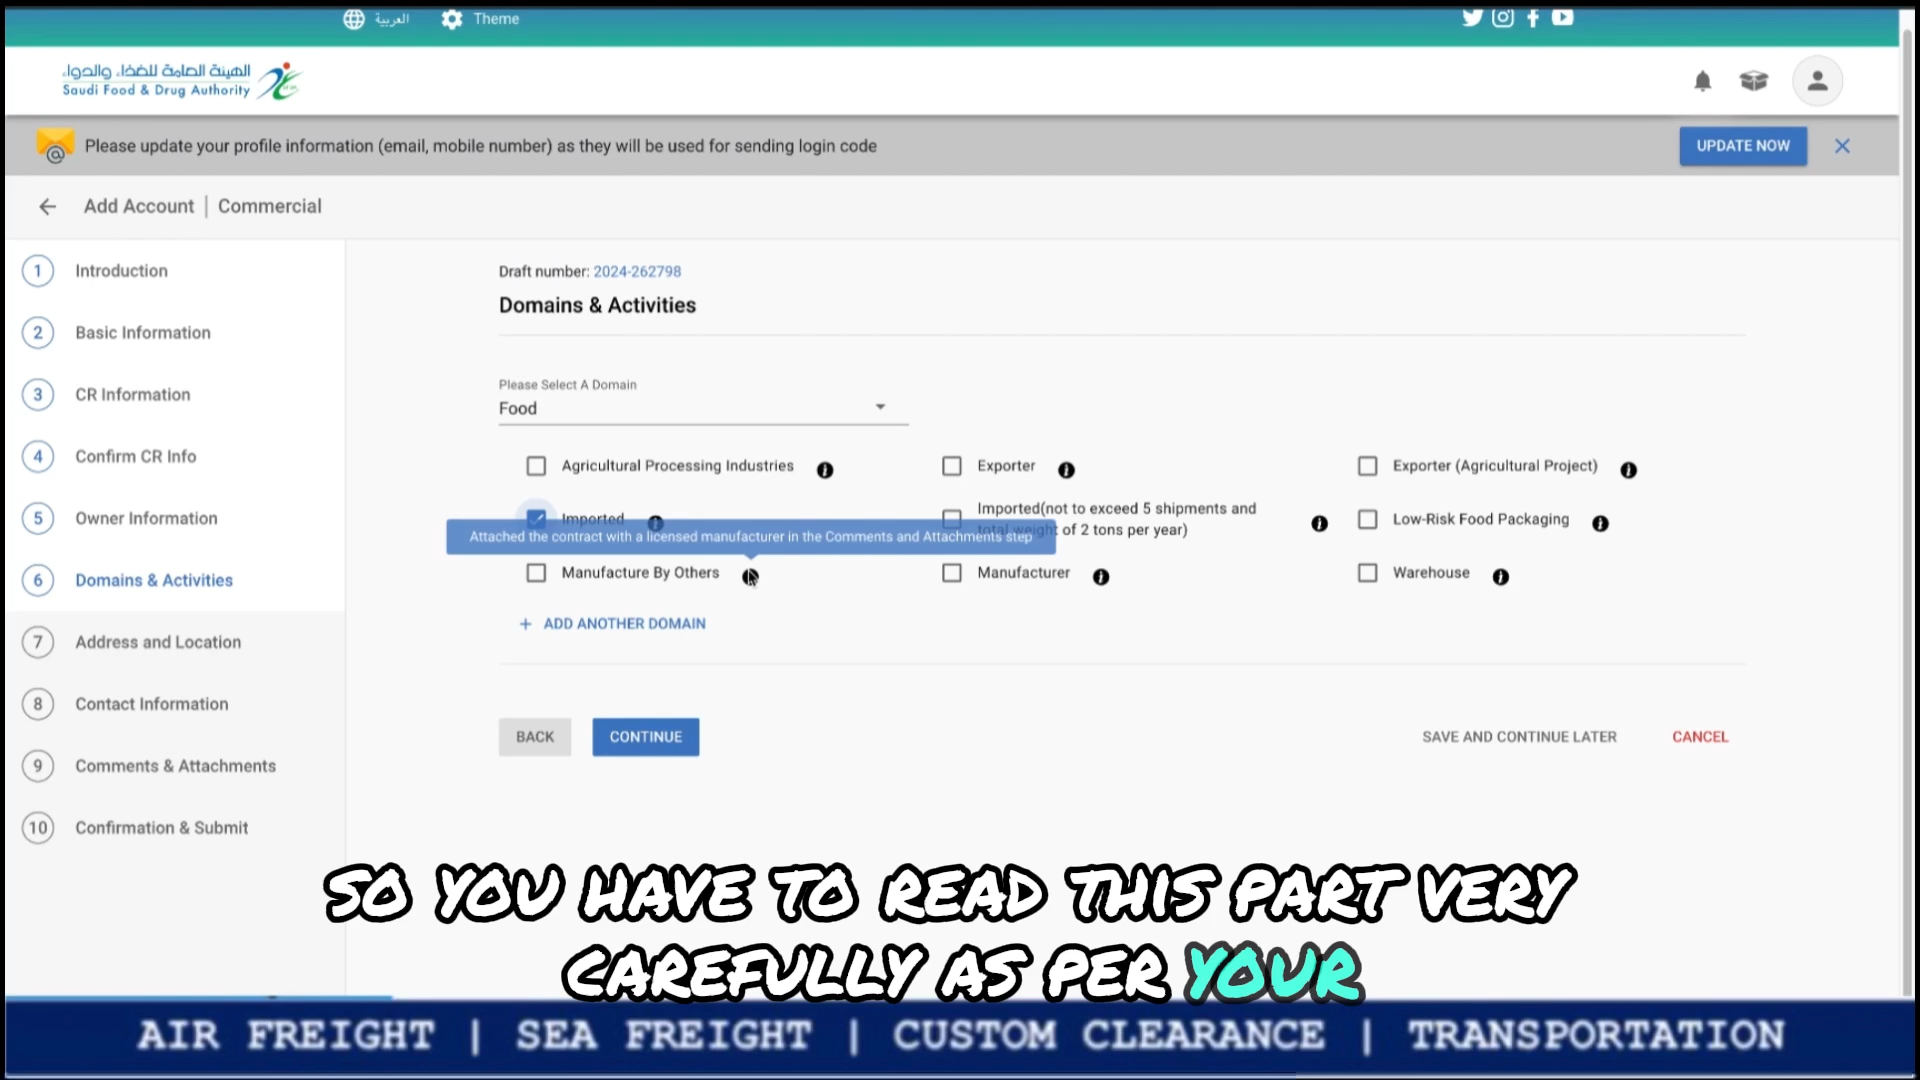 العربية
Theme
الهيئة العامة للغذاء والدواء
Saudi Food & Drug Authority
Please update your profile information (email, mobile number) as they will be used for sending login code
UPDATE NOW
Add Account | Commercial
1 Introduction
2 Basic Information
3 CR Information
4 Confirm CR Info
5 Owner Information
6 Domains & Activities
7 Address and Location
8 Contact Information
9 Comments & Attachments
10 Confirmation & Submit
Draft number: 2024-262798
Domains & Activities
Please Select A Domain
Food
Agricultural Processing Industries
Exporter
Exporter (Agricultural Project)
Imported
Imported(not to exceed 5 shipments and
total weight of 2 tons per year)
Low-Risk Food Packaging
Attached the contract with a licensed manufacturer in the Comments and Attachments step
Manufacture By Others
Manufacturer
Warehouse
+ ADD ANOTHER DOMAIN
BACK
CONTINUE
SAVE AND CONTINUE LATER
CANCEL
SO YOU HAVE TO READ THIS PART VERY
CAREFULLY AS PER YOUR
AIR FREIGHT | SEA FREIGHT | CUSTOM CLEARANCE | TRANSPORTATION